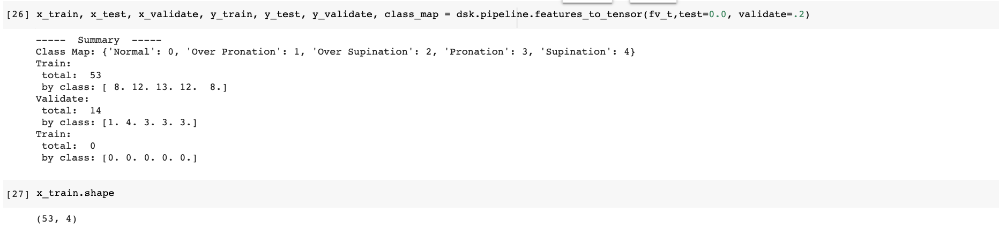 [26] x_train, x_test, x_validate, y_train, y_test, y_validate, class_map = dsk.pipeline.features_to_tensor(fv_t,test=0.0, validate=.2)
-----  Summary  -----
Class Map: {'Normal': 0, 'Over Pronation': 1, 'Over Supination': 2, 'Pronation': 3, 'Supination': 4}
Train:
 total:  53
 by class: [ 8. 12. 13. 12.  8.]
Validate:
 total:  14
 by class: [1. 4. 3. 3. 3.]
Train:
 total:  0
 by class: [0. 0. 0. 0. 0.]
[27] x_train.shape
(53, 4)